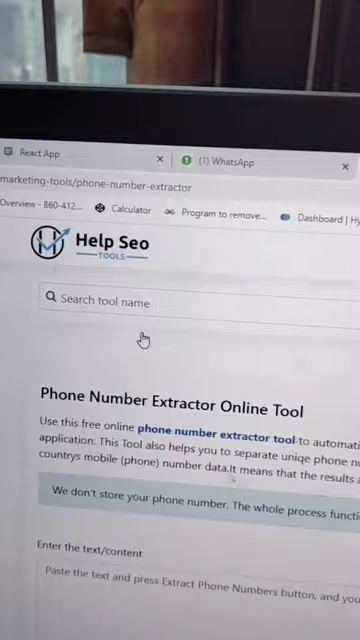 React App
(1) WhatsApp
marketing-tools/phone-number-extractor
Overview - 860-412... Calculator Program to remove... Dashboard | Hy
Help Seo
TOOLS
Search tool name
Phone Number Extractor Online Tool
Use this free online phone number extractor tool to automati
application. This Tool also helps you to separate uniqe phone nu
countrys mobile (phone) number data.It means that the results a
We don't store your phone number. The whole process functi
Enter the text/content
Paste the text and press Extract Phone Numbers button, and you